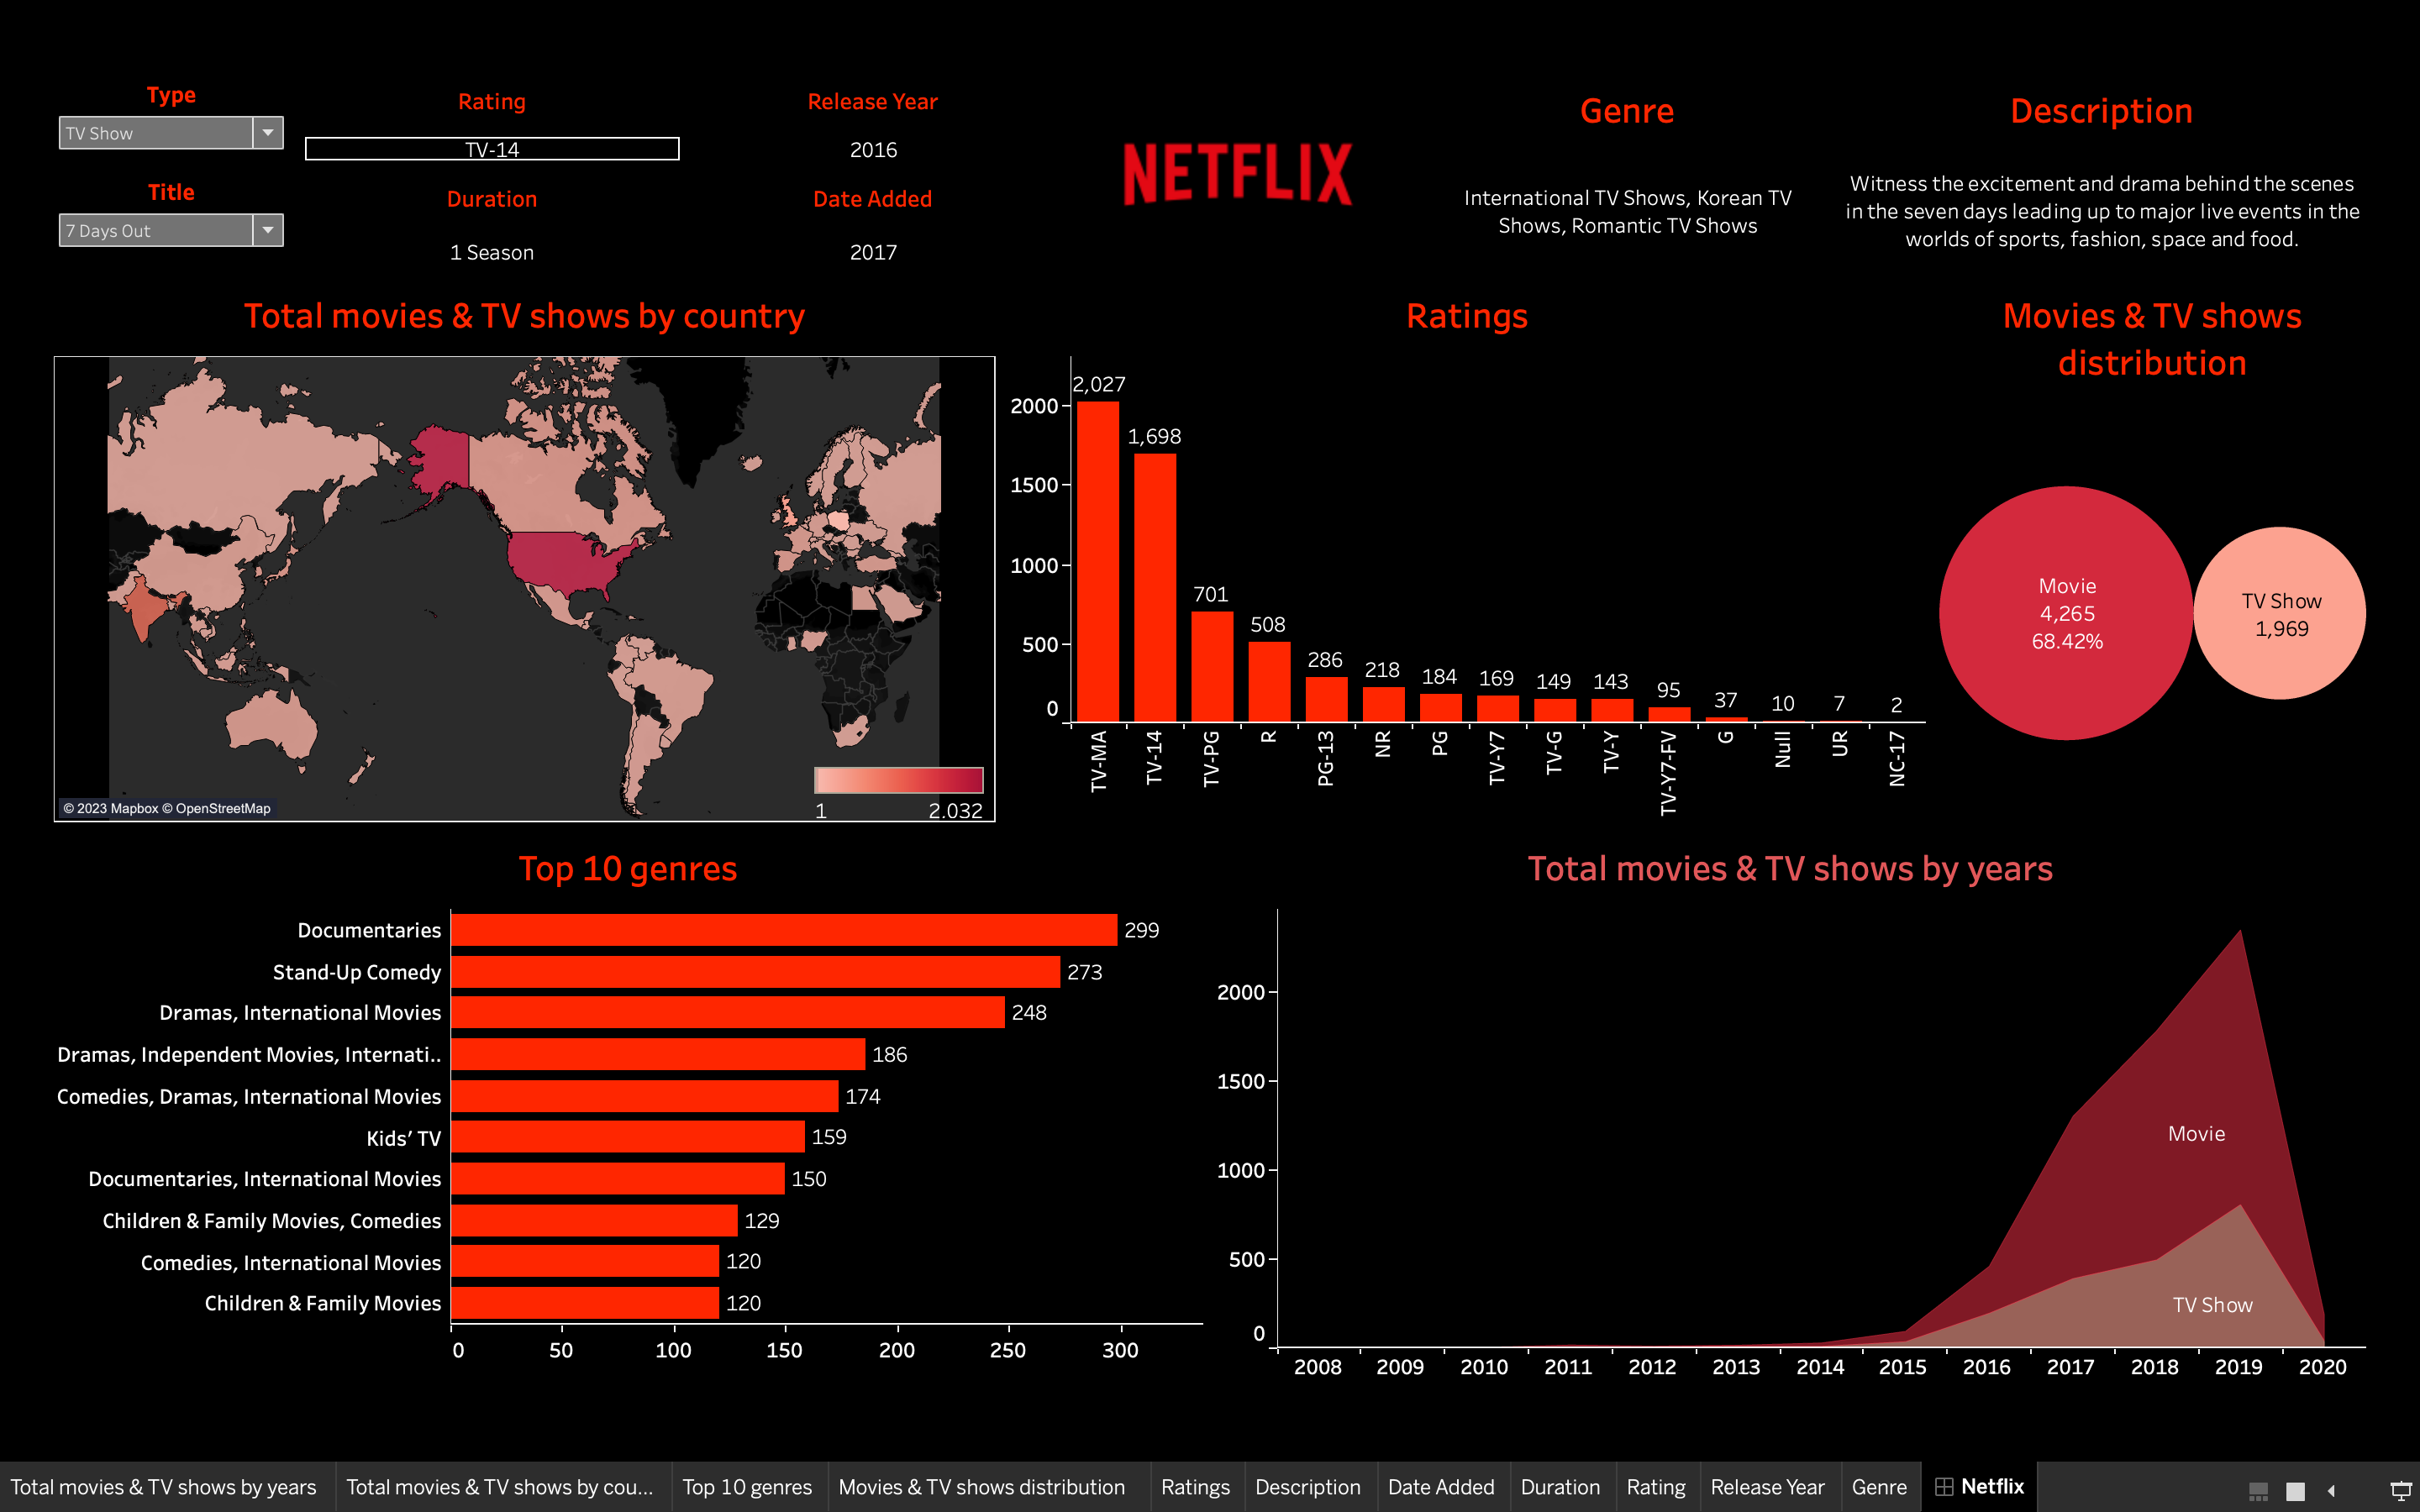 Type
TV Show
Title
7 Days Out
Rating
TV-14
Duration
1 Season
Release Year
2016
Date Added
2017
NETFLIX
Genre
International TV Shows, Korean TV
Shows, Romantic TV Shows
Description
Witness the excitement and drama behind the scenes
in the seven days leading up to major live events in the
worlds of sports, fashion, space and food.
Total movies & TV shows by country
© 2023 Mapbox © OpenStreetMap
1 2.032
Ratings
2000
1500
1000
500
0
2,027
1,698
701
508
286
218
184
169
149
143
95
37
10
7
2
TV-MA
TV-14
TV-PG
R
PG-13
NR
PG
TV-Y7
TV-G
TV-Y
TV-Y7-FV
G
Null
UR
NC-17
Movies & TV shows
distribution
Movie
4,265
68.42%
TV Show
1,969
Top 10 genres
Documentaries 299
Stand-Up Comedy 273
Dramas, International Movies 248
Dramas, Independent Movies, Internati.. 186
Comedies, Dramas, International Movies 174
Kids’ TV 159
Documentaries, International Movies 150
Children & Family Movies, Comedies 129
Comedies, International Movies 120
Children & Family Movies 120
0 50 100 150 200 250 300
Total movies & TV shows by years
2000
1500
1000
500
0
Movie
TV Show
2008 2009 2010 2011 2012 2013 2014 2015 2016 2017 2018 2019 2020
Total movies & TV shows by years
Total movies & TV shows by cou...
Top 10 genres
Movies & TV shows distribution
Ratings
Description
Date Added
Duration
Rating
Release Year
Genre
Netflix